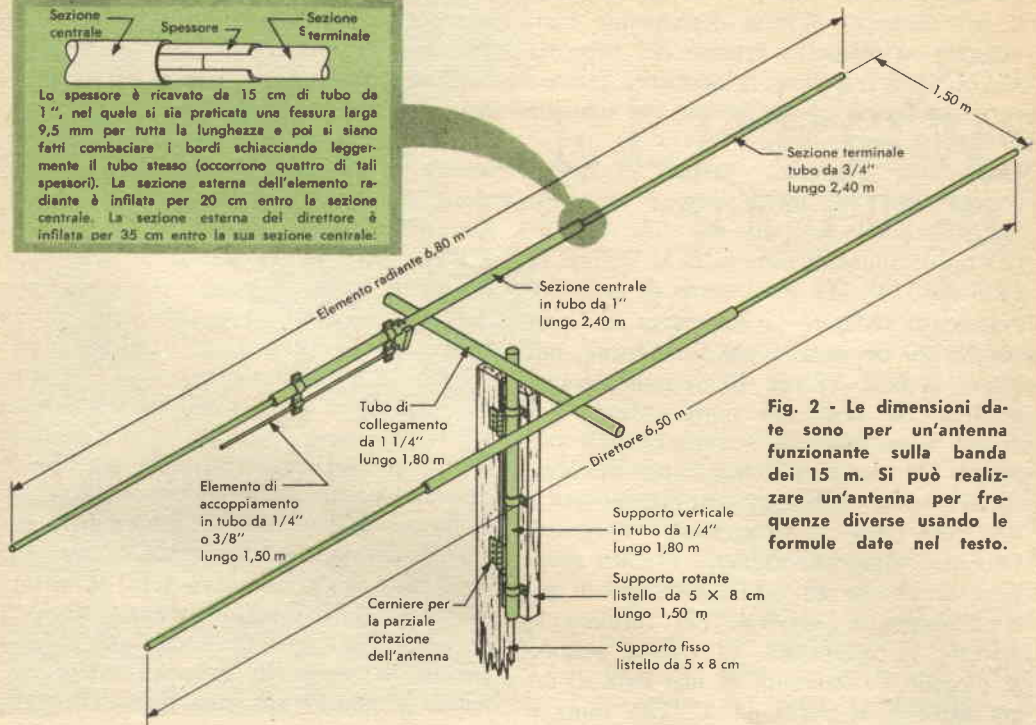 Sezione
centrale
Spessore
Sezione
terminale
Lo spessore è ricavato da 15 cm di tubo da
1", nel quale si sia praticata una fessura larga
9,5 mm per tutta la lunghezza e poi si siano
fatti combaciare i bordi schiacciando legger-
mente il tubo stesso (occorrono quattro di tali
spessori). La sezione esterna dell'elemento ra-
diante è infilata per 20 cm entro la sezione
centrale. La sezione esterna del direttore è
infilata per 35 cm entro la sua sezione centrale.
1,50 m
Sezione terminale
tubo da 3/4"
lungo 2,40 m
Elemento radiante 6,80 m
Sezione centrale
in tubo da 1"
lungo 2,40 m
Tubo di
collegamento
da 1 1/4"
lungo 1,80 m
Direttore 6,50 m
Elemento di
accoppiamento
in tubo da 1/4"
o 3/8"
lungo 1,50 m
Cerniere per
la parziale
rotazione
dell'antenna
Supporto verticale
in tubo da 1/4"
lungo 1,80 m
Supporto rotante
listello da 5 X 8 cm
lungo 1,50 m
Supporto fisso
listello da 5 x 8 cm
Fig. 2 - Le dimensioni da-
te sono per un'antenna
funzionante sulla banda
dei 15 m. Si può realiz-
zare un'antenna per fre-
quenze diverse usando le
formule date nel testo.